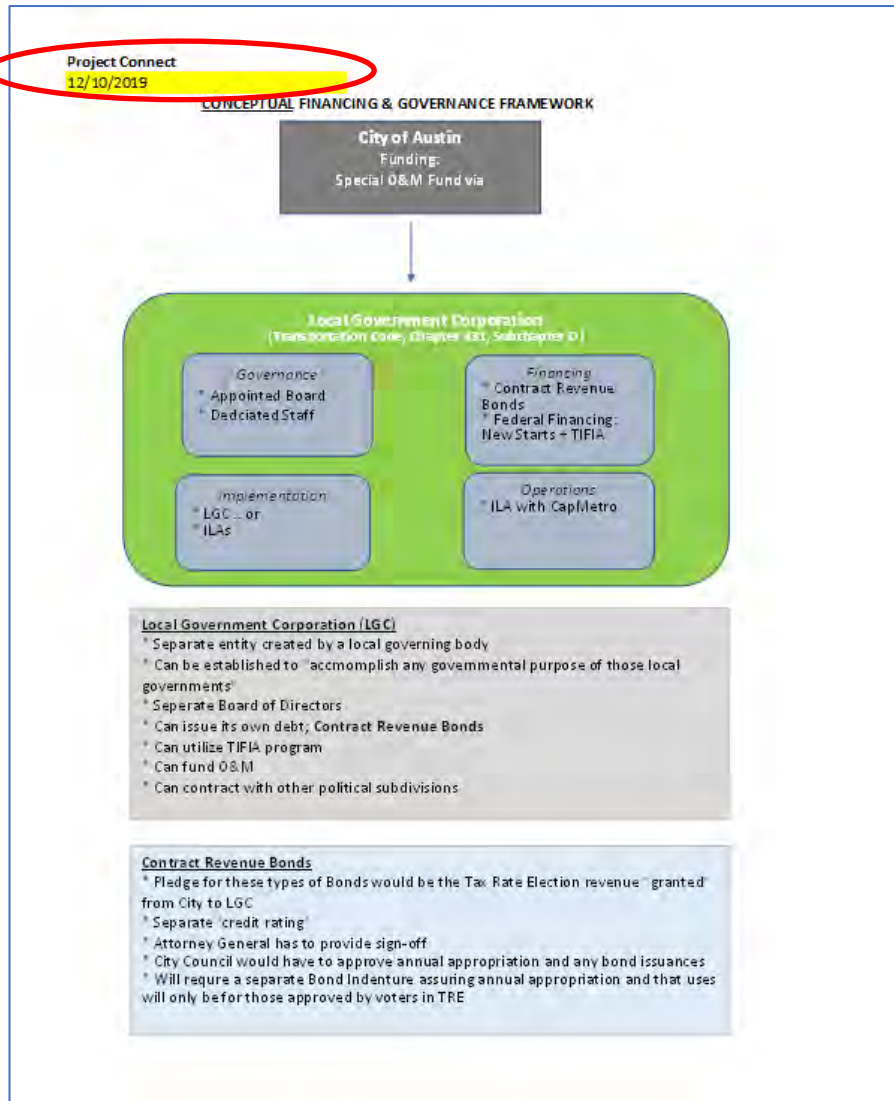 Project Connect
12/10/2019
CONCEPTUAL FINANCING & GOVERNANCE FRAMEWORK
City of Austin
Funding:
Special O&M Fund via
Local Government Corporation
(Transportation Code, Chapter 431, Subchapter D)
Governance
* Appointed Board
* Dedciated Staff
Financing
* Contract Revenue
Bonds
* Federal Financing:
New Starts + TIFIA
Implementation
* LGC .. or
* ILAs
Operations
* ILA with CapMetro
Local Government Corporation (LGC)
* Separate entity created by a local governing body
* Can be established to "accmomplish any governmental purpose of those local
governments"
* Seperate Board of Directors
* Can issue its own debt; Contract Revenue Bonds
* Can utilize TIFIA program
* Can fund O&M
* Can contract with other political subdivisions
Contract Revenue Bonds
* Pledge for these types of Bonds would be the Tax Rate Election revenue "granted"
from City to LGC
* Separate 'credit rating'
* Attorney General has to provide sign-off
* City Council would have to approve annual appropriation and any bond issuances
* Will requre a separate Bond Indenture assuring annual appropriation and that uses
will only befor those approved by voters in TRE